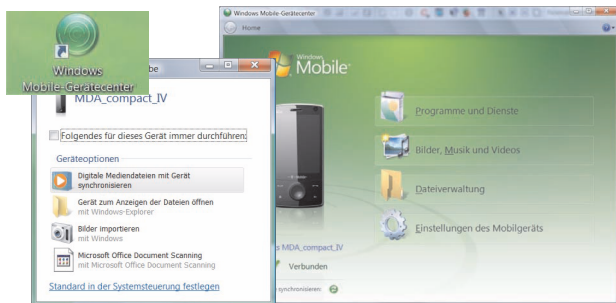 Windows
Mobile-Gerätecenter
MDA_compact_IV
Folgendes für dieses Gerät immer durchführen:
Geräteoptionen
Digitale Mediendateien mit Gerät
synchronisieren
Gerät zum Anzeigen der Dateien öffnen
mit Windows-Explorer
Bilder importieren
mit Windows
Microsoft Office Document Scanning
mit Microsoft Office Document Scanning
Standard in der Systemsteuerung festlegen
Windows Mobile-Gerätecenter
Home
Windows
Mobile
Programme und Dienste
Bilder, Musik und Videos
Dateiverwaltung
Einstellungen des Mobilgeräts
MDA_compact_IV
Verbunden
synchronisieren: